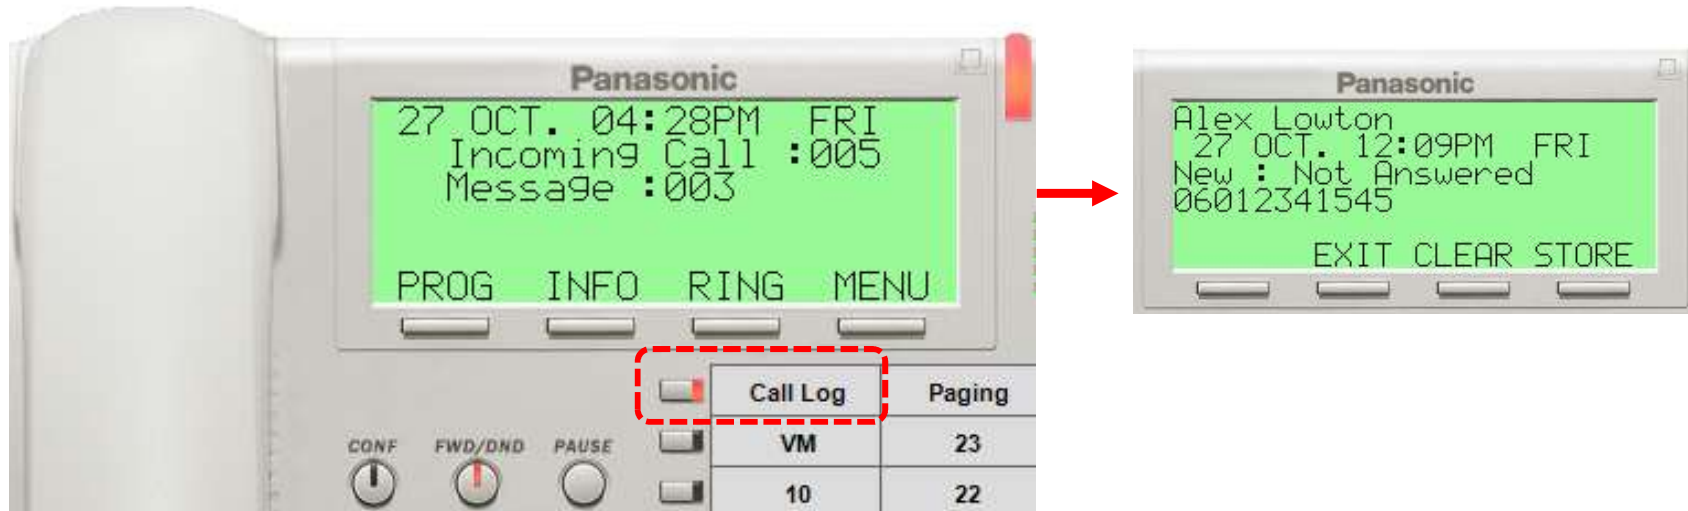 Panasonic
27 OCT. 04:28PM FRI
Incoming Call :005
Message :003
PROG INFO RING MENU
Call Log Paging
CONF FWD/DND PAUSE
VM 23
10 22
Panasonic
Alex Lowton
27 OCT. 12:09PM FRI
New : Not Answered
06012341545
EXIT CLEAR STORE